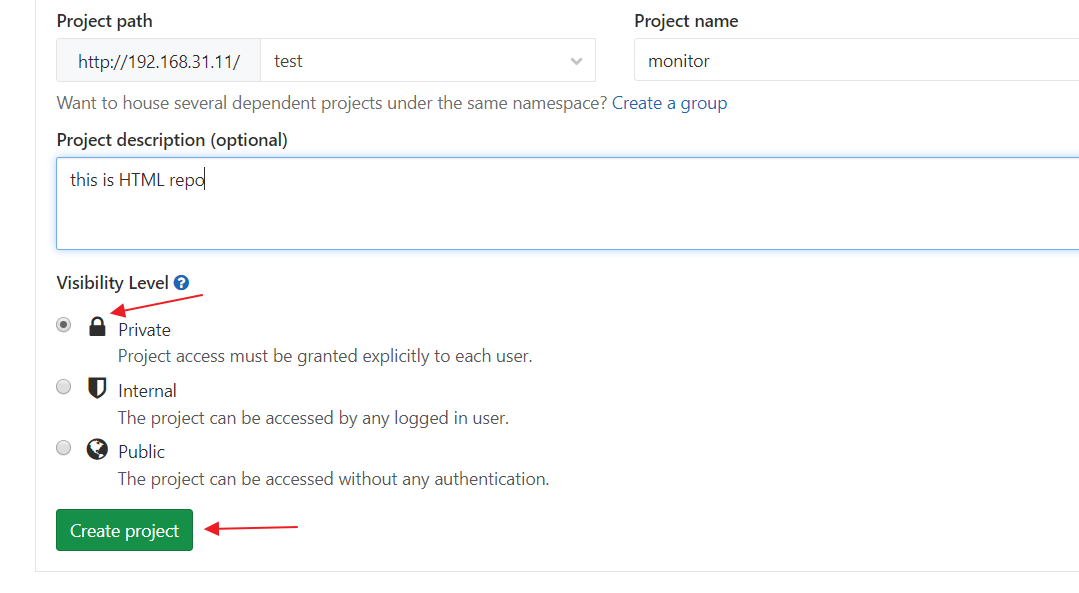 Project path
Project name
http://192.168.31.11/
test
monitor
Want to house several dependent projects under the same namespace? Create a group
Project description (optional)
this is HTML repo
Visibility Level ?
Private
Project access must be granted explicitly to each user.
Internal
The project can be accessed by any logged in user.
Public
The project can be accessed without any authentication.
Create project